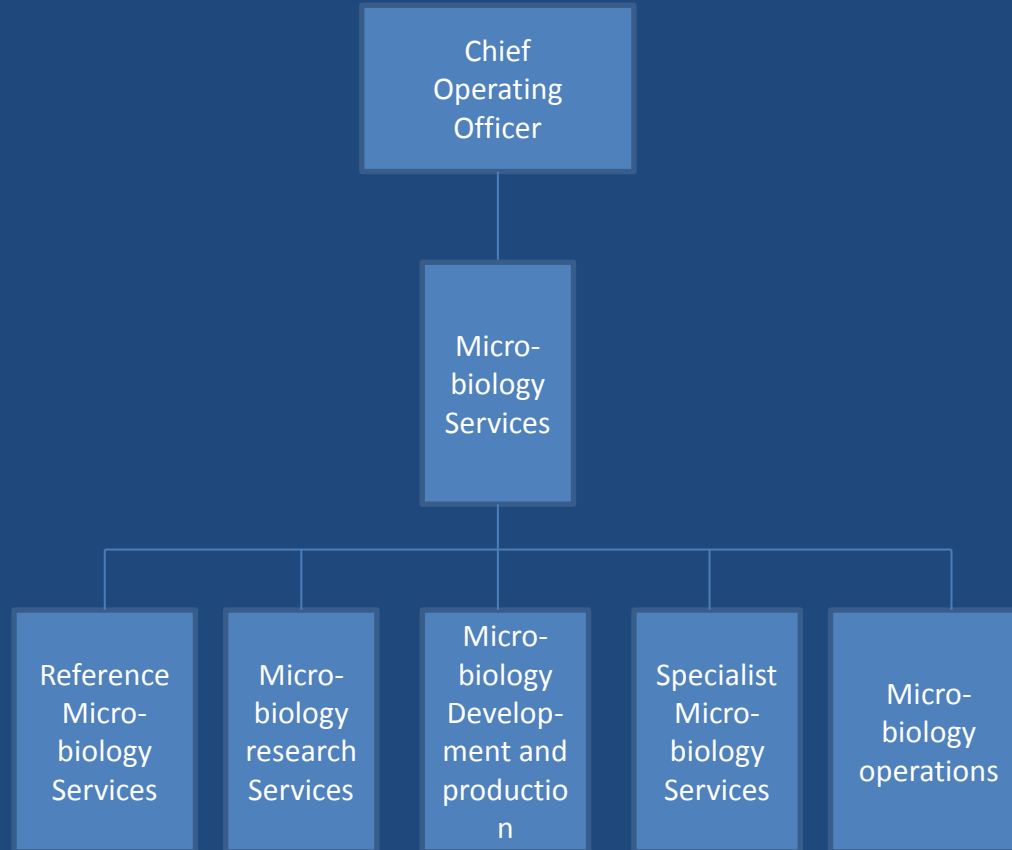 Chief
Operating
Officer
Micro-
biology
Services
Reference
Micro-
biology
Services
Micro-
biology
research
Services
Micro-
biology
Develop-
ment and
productio
n
Specialist
Micro-
biology
Services
Micro-
biology
operations